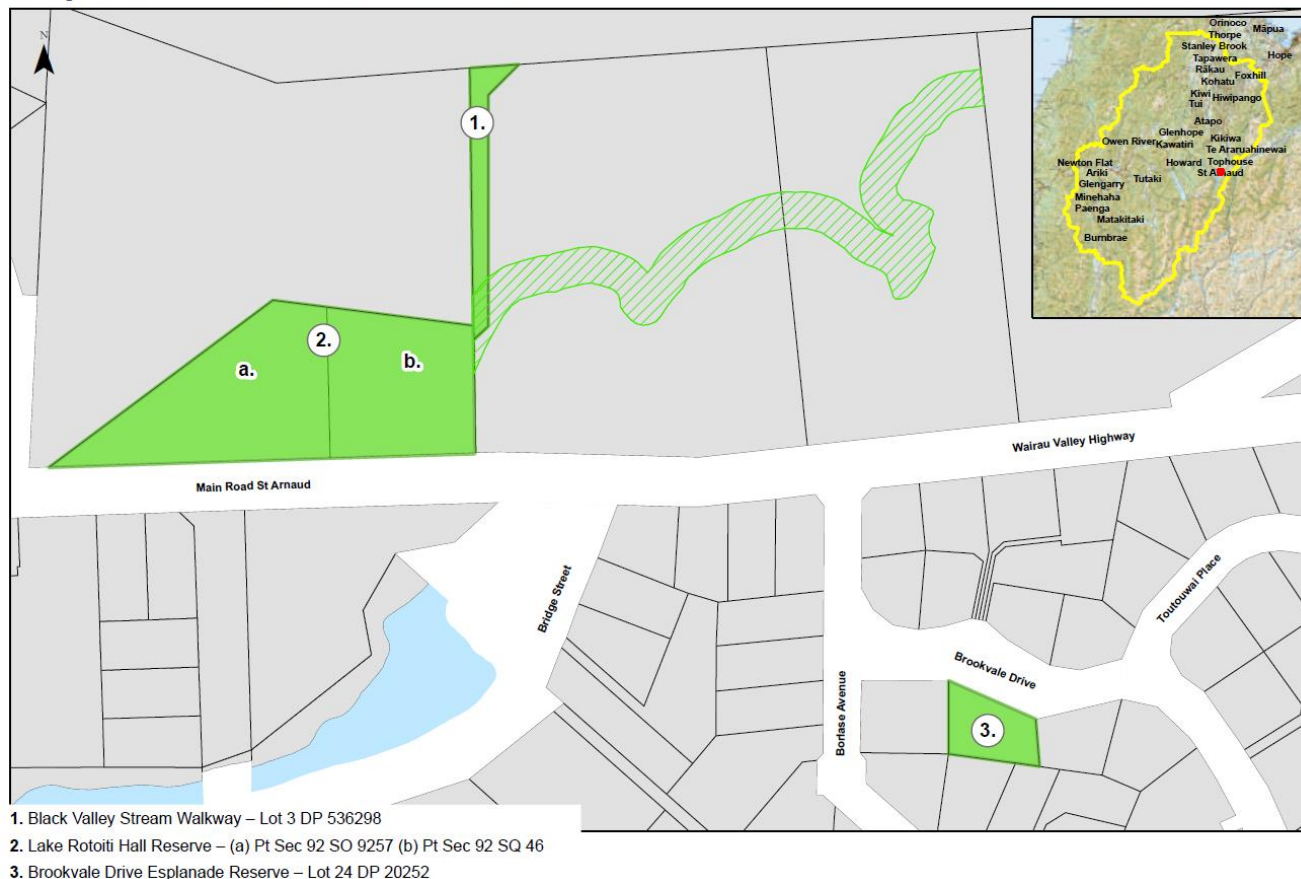 N
1.
2.
a.
b.
3.
Main Road St Arnaud
Wairau Valley Highway
Bridge Street
Borlase Avenue
Brookvale Drive
Toutouwai Place
Orinoco
Thorpe
Māpua
Stanley Brook
Tapawera
Hope
Rākau
Foxhill
Kohatu
Kiwi
Hiwipango
Tui
Atapo
Glenhope
Kikiwa
Owen River
Kawatiri
Te Araruahinewai
Newton Flat
Howard
Tophouse
Ariki
Tutaki
St Arnaud
Glengarry
Minehaha
Paenga
Matakitaki
Burnbrae
1. Black Valley Stream Walkway – Lot 3 DP 536298
2. Lake Rotoiti Hall Reserve – (a) Pt Sec 92 SO 9257 (b) Pt Sec 92 SQ 46
3. Brookvale Drive Esplanade Reserve – Lot 24 DP 20252